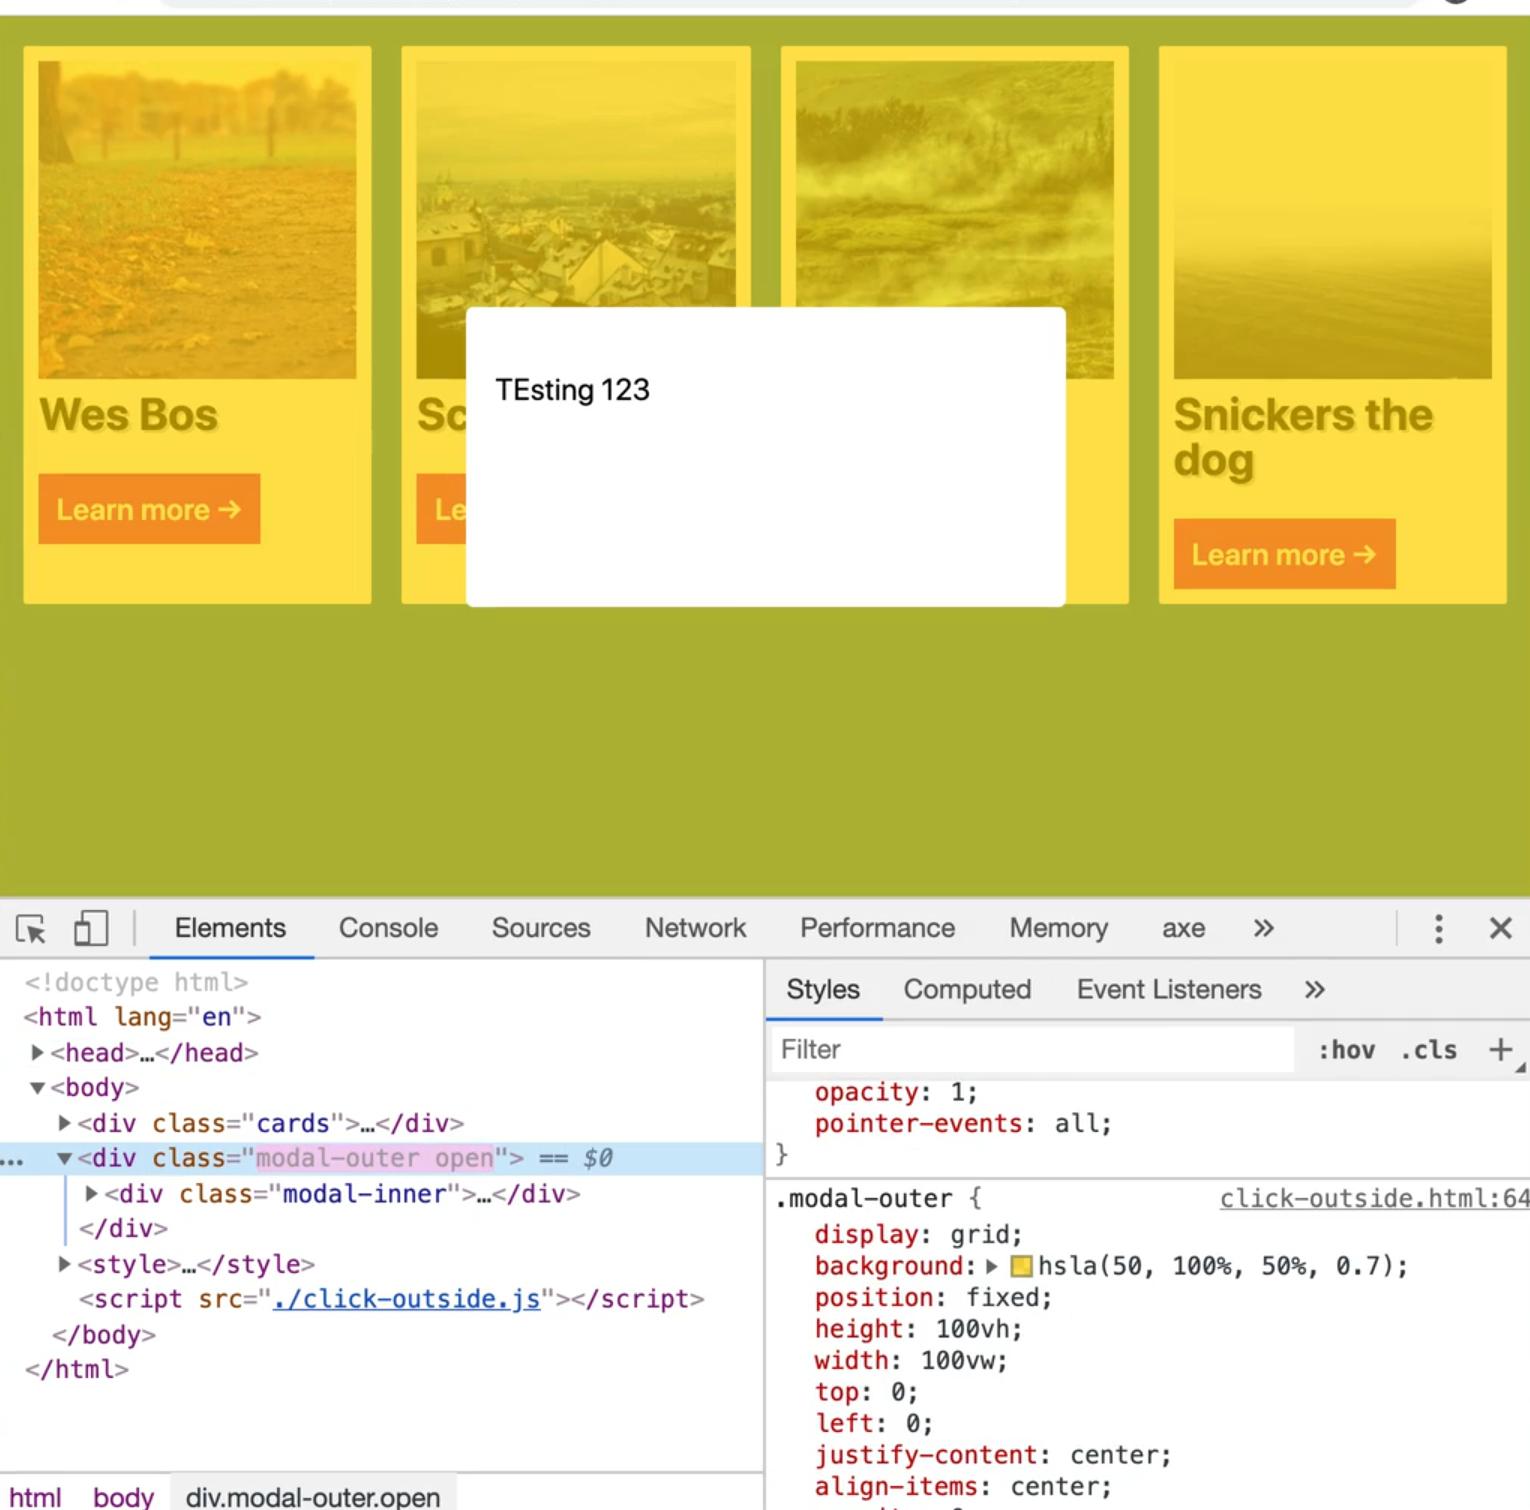 TEsting 123
Wes Bos
Sc
Snickers the
dog
Learn more →
Le
Learn more →
Elements Console Sources Network Performance Memory axe »
<!doctype html>
<html lang="en">
<head>…</head>
<body>
<div class="cards">…</div>
… <div class="modal-outer open"> == $0
<div class="modal-inner">…</div>
</div>
<style>…</style>
<script src="./click-outside.js"></script>
</body>
</html>
html body div.modal-outer.open
Styles Computed Event Listeners »
Filter :hov .cls +
opacity: 1;
pointer-events: all;
}
.modal-outer { click-outside.html:64
display: grid;
background: hsla(50, 100%, 50%, 0.7);
position: fixed;
height: 100vh;
width: 100vw;
top: 0;
left: 0;
justify-content: center;
align-items: center;